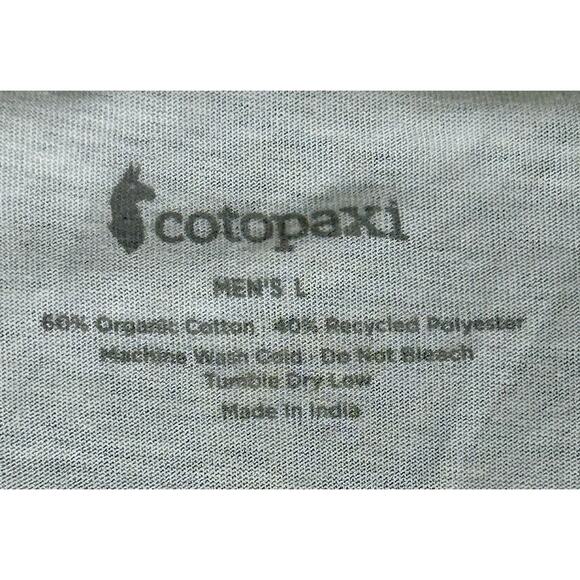 cotopaxi
MEN'S L
60% Organic Cotton · 40% Recycled Polyester
Machine Wash Cold · Do Not Bleach
Tumble Dry Low
Made in India